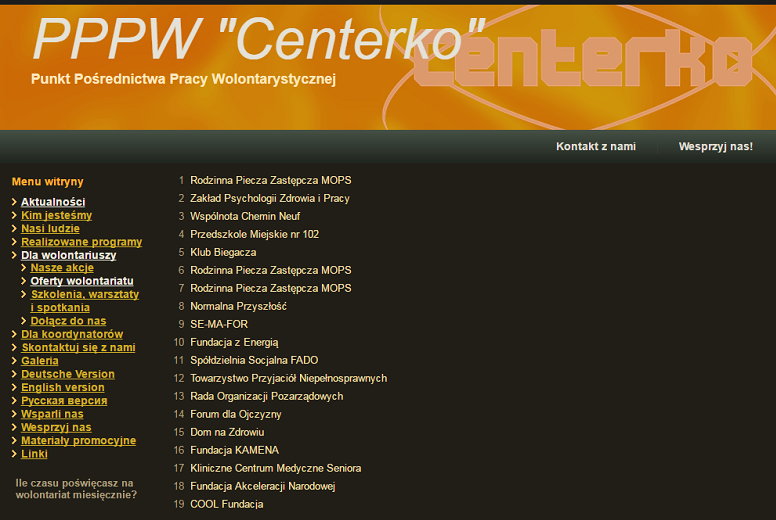 PPPW "Centerko"
centerko
Punkt Pośrednictwa Pracy Wolontarystycznej
Kontakt z nami
Wesprzyj nas!
Menu witryny
Aktualności
Kim jesteśmy
Nasi ludzie
Realizowane programy
Dla wolontariuszy
Nasze akcje
Oferty wolontariatu
Szkolenia, warsztaty
i spotkania
Dołącz do nas
Dla koordynatorów
Skontaktuj się z nami
Galeria
Deutsche Version
English version
Русская версия
Wsparli nas
Wesprzyj nas
Materiały promocyjne
Linki
Ile czasu poświęcasz na
wolontariat miesięcznie?
1 Rodzinna Piecza Zastępcza MOPS
2 Zakład Psychologii Zdrowia i Pracy
3 Wspólnota Chemin Neuf
4 Przedszkole Miejskie nr 102
5 Klub Biegacza
6 Rodzinna Piecza Zastępcza MOPS
7 Rodzinna Piecza Zastępcza MOPS
8 Normalna Przyszłość
9 SE-MA-FOR
10 Fundacja z Energią
11 Spółdzielnia Socjalna FADO
12 Towarzystwo Przyjaciół Niepełnosprawnych
13 Rada Organizacji Pozarządowych
14 Forum dla Ojczyzny
15 Dom na Zdrowiu
16 Fundacja KAMENA
17 Kliniczne Centrum Medyczne Seniora
18 Fundacja Akceleracji Narodowej
19 COOL Fundacja